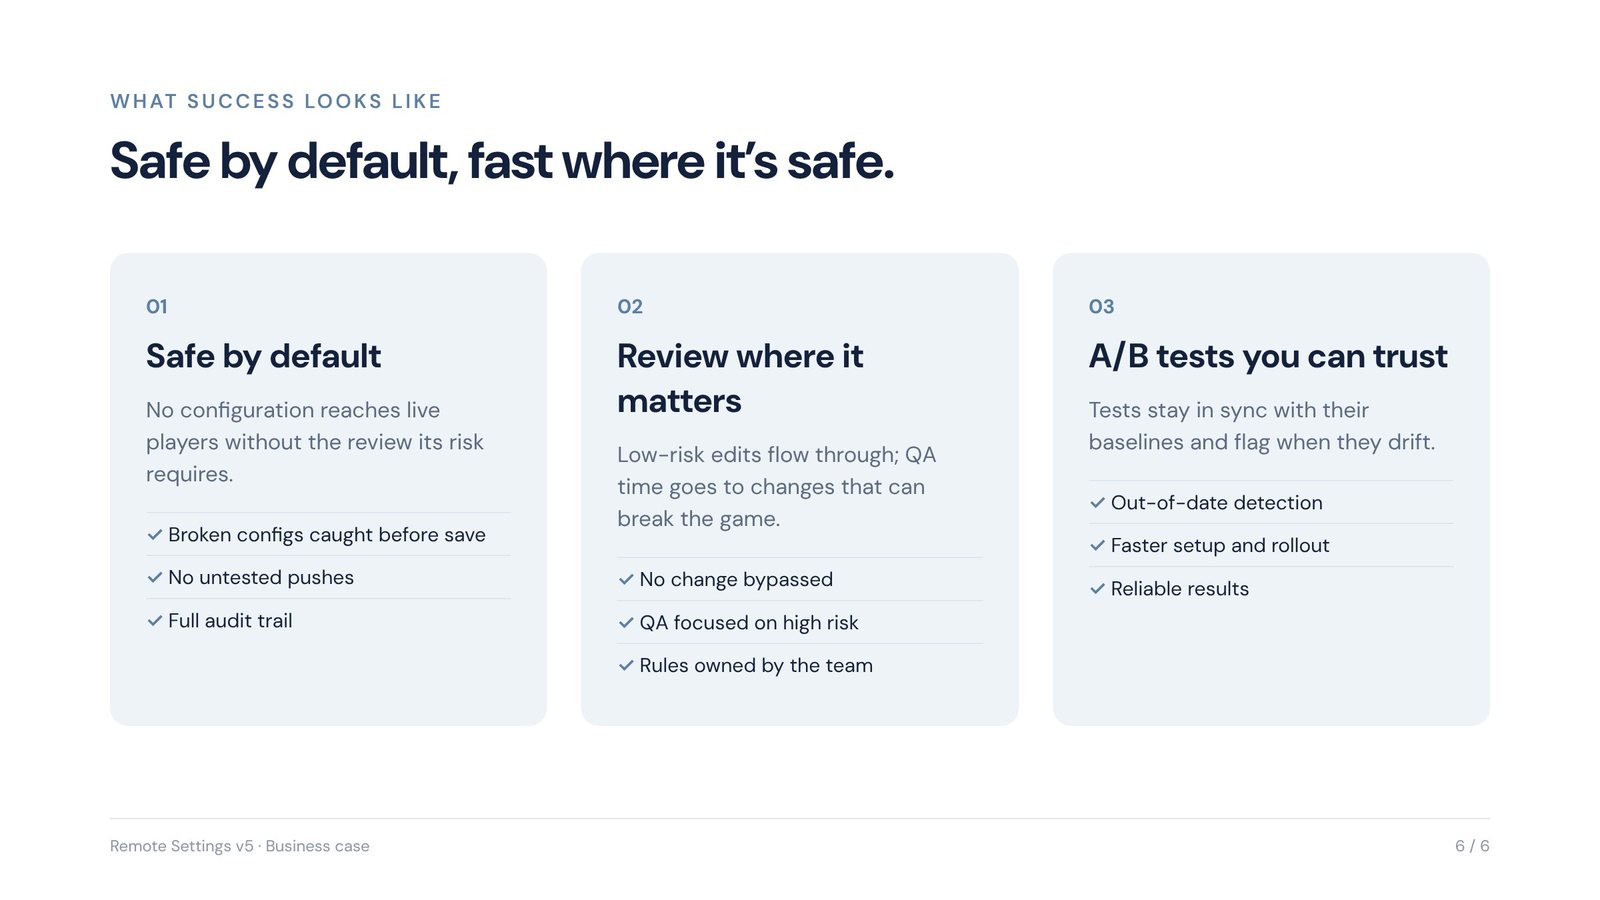 WHAT SUCCESS LOOKS LIKE
Safe by default, fast where it’s safe.
01
Safe by default
No configuration reaches live
players without the review its risk
requires.
✓ Broken configs caught before save
✓ No untested pushes
✓ Full audit trail
02
Review where it
matters
Low-risk edits flow through; QA
time goes to changes that can
break the game.
✓ No change bypassed
✓ QA focused on high risk
✓ Rules owned by the team
03
A/B tests you can trust
Tests stay in sync with their
baselines and flag when they drift.
✓ Out-of-date detection
✓ Faster setup and rollout
✓ Reliable results
Remote Settings v5 · Business case
6 / 6